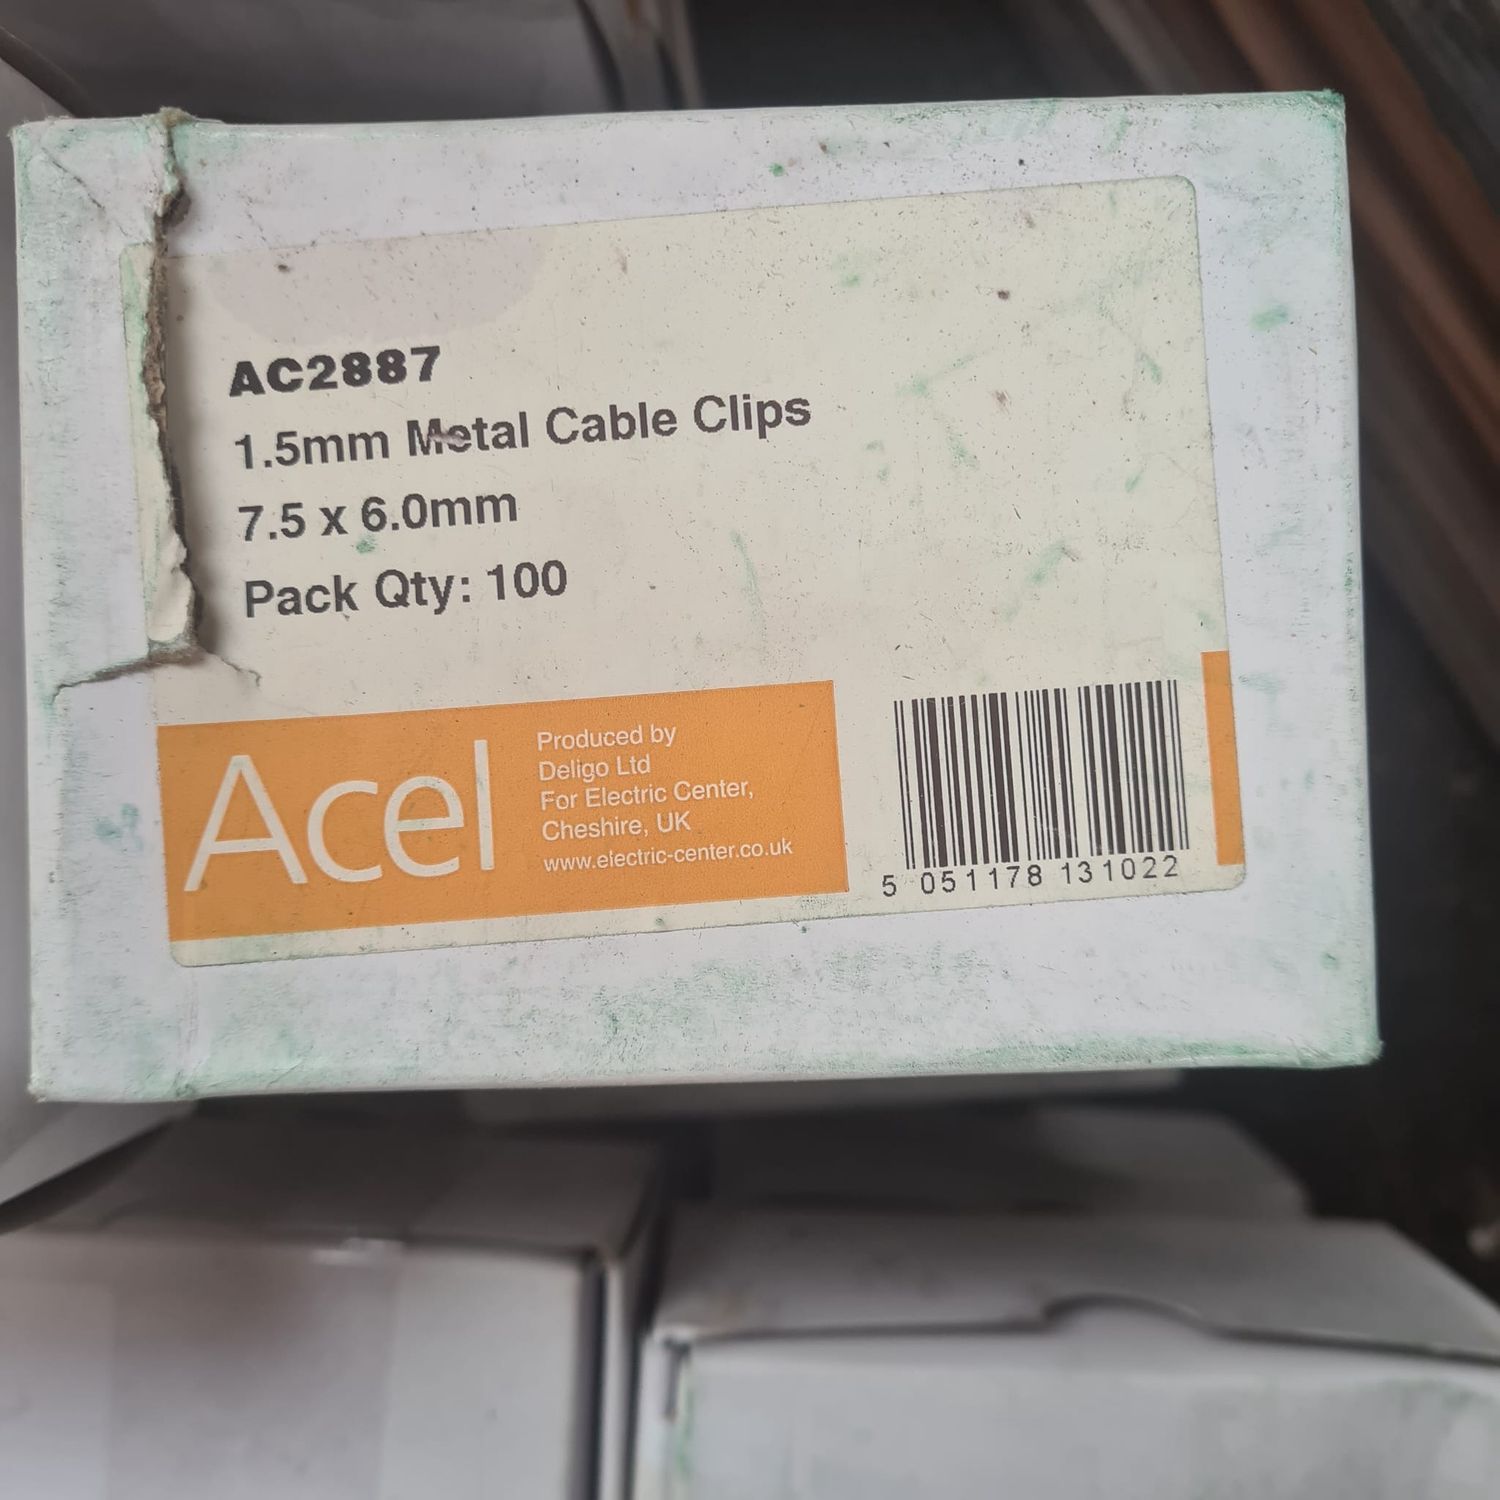 AC2887
1.5mm Metal Cable Clips
7.5 x 6.0mm
Pack Qty: 100
Acel
Produced by
Deligo Ltd
For Electric Center,
Cheshire, UK
www.electric-center.co.uk
5 051178 131022